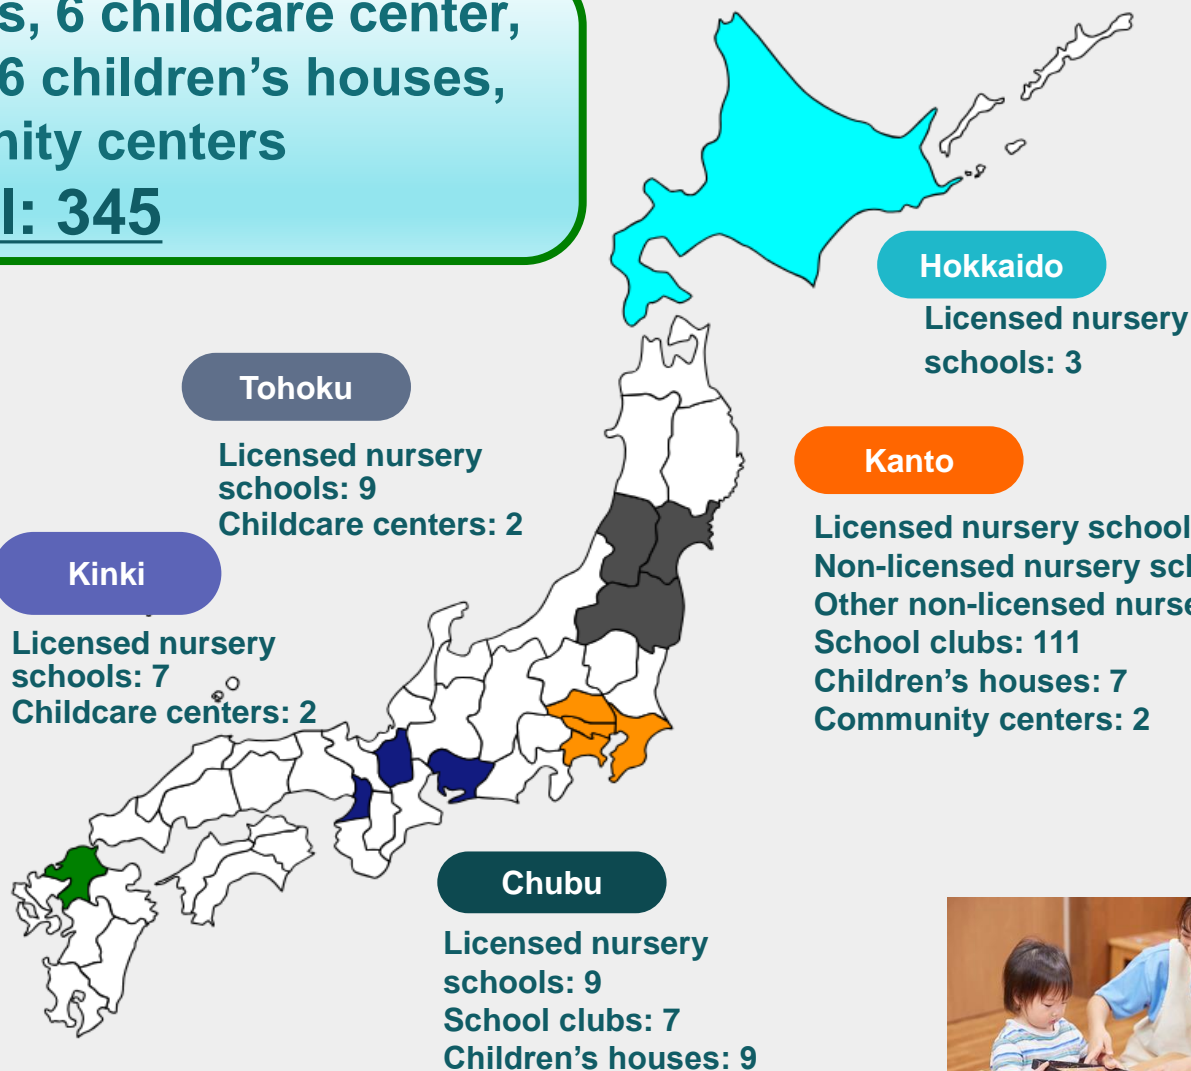 s, 6 childcare center,
6 children's houses,
nity centers
l: 345
Hokkaido
Licensed nursery
schools: 3
Tohoku
Licensed nursery
schools: 9
Childcare centers: 2
Kanto
Licensed nursery school
Non-licensed nursery sch
Other non-licensed nurse
School clubs: 111
Children's houses: 7
Community centers: 2
Kinki
Licensed nursery
schools: 7
Childcare centers: 2
Chubu
Licensed nursery
schools: 9
School clubs: 7
Children's houses: 9